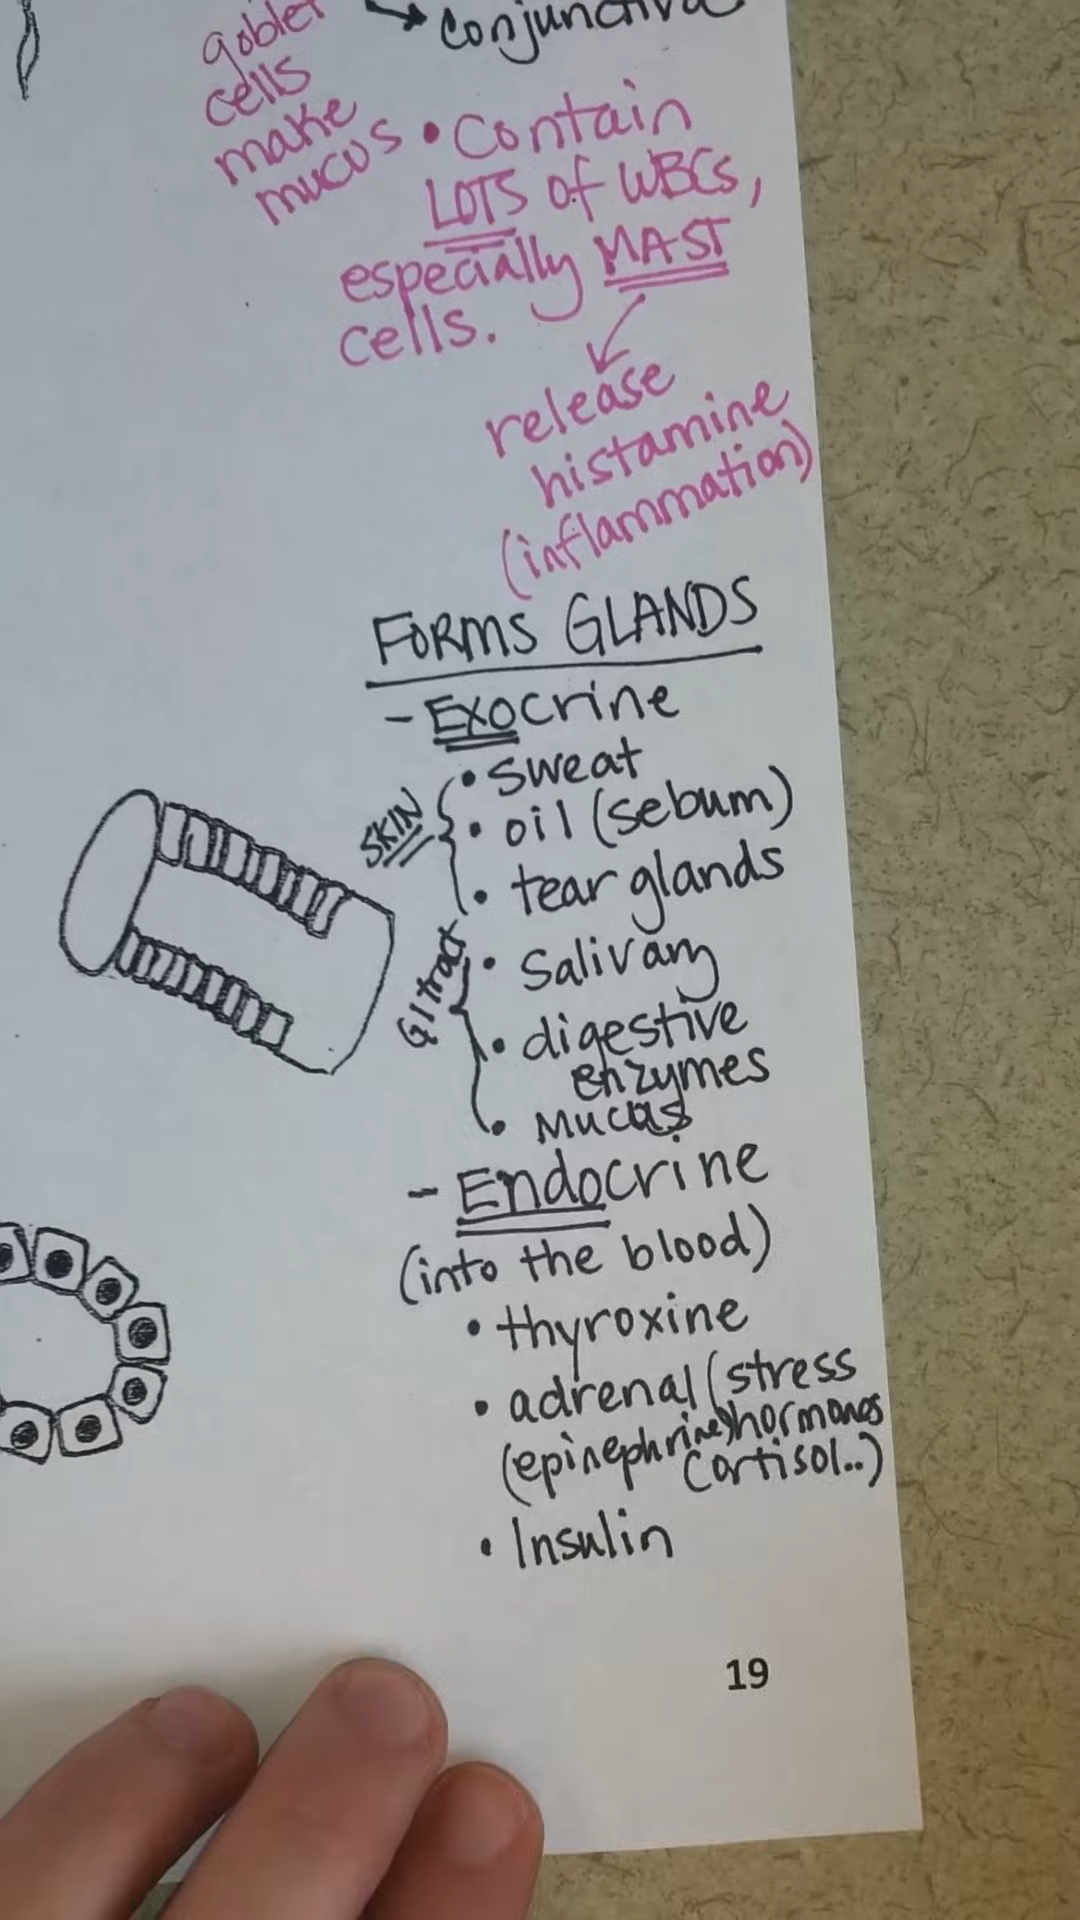 goblet
cells
make
mucus
→ conjunctiva
• Contain
LOTS of WBCs,
especially MAST
cells.
release
histamine
(inflammation)
FORMS GLANDS
- Exocrine
SKIN
• sweat
• oil (sebum)
• tear glands
GI tract
• Salivary
• digestive
enzymes
• Mucus
- Endocrine
(into the blood)
• thyroxine
• adrenal (stress
(epinephrine) hormones
cortisol..)
• Insulin
19